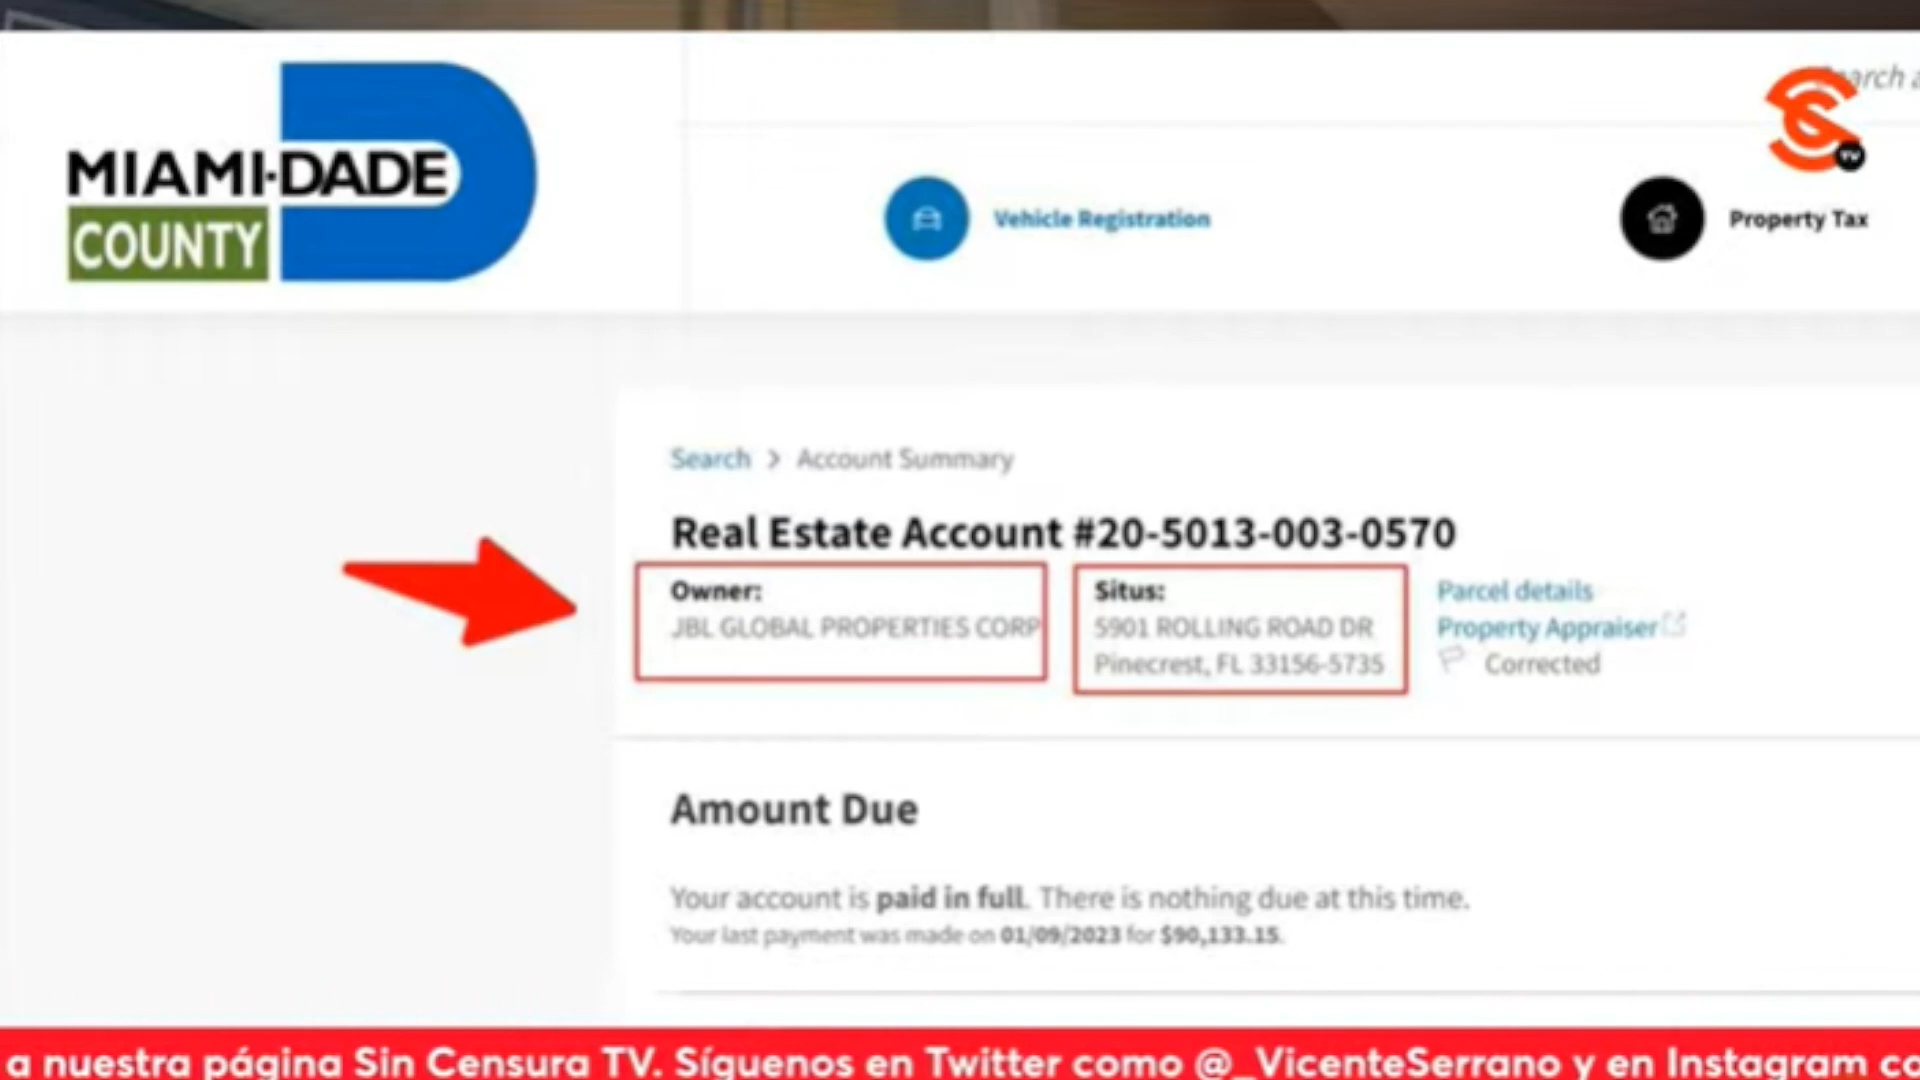 arch a
MIAMI-DADE
COUNTY
TV
Vehicle Registration
Property Tax
Search > Account Summary
Real Estate Account #20-5013-003-0570
Owner:
JBL GLOBAL PROPERTIES CORP
Situs:
5901 ROLLING ROAD DR
Pinecrest, FL 33156-5735
Parcel details
Property Appraiser
Corrected
Amount Due
Your account is paid in full. There is nothing due at this time.
Your last payment was made on 01/09/2023 for $90,133.15.
a nuestra página Sin Censura TV. Síguenos en Twitter como @_VicenteSerrano y en Instagram co